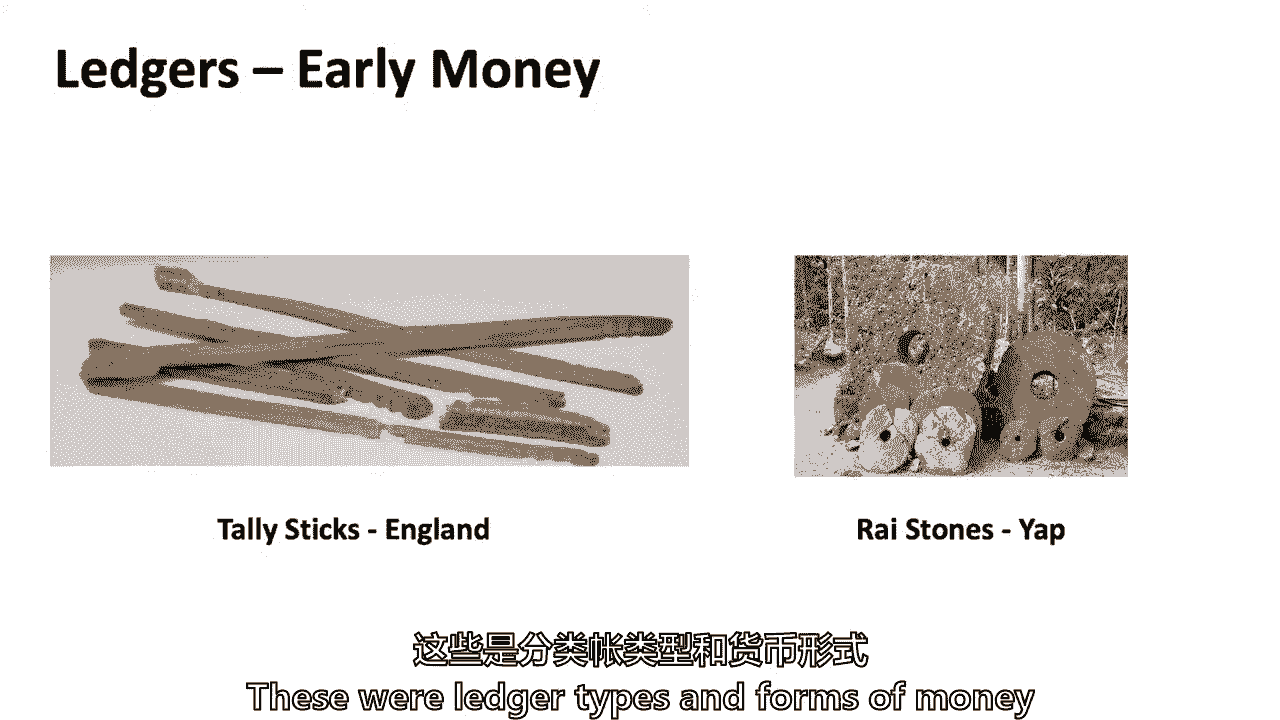 Ledgers – Early Money
Tally Sticks - England
Rai Stones - Yap
这些是分类帐类型和货币形式
These were ledger types and forms of money